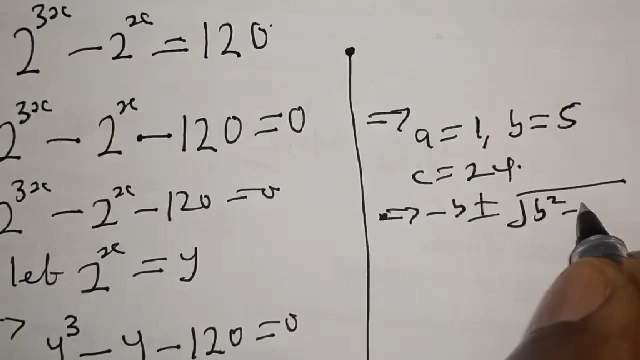 2^{3x} - 2^x = 120
2^{3x} - 2^x - 120 = 0
2^{3x} - 2^x - 120 = 0
let 2^x = y
y^3 - y - 120 = 0
⇒ a = 1, b = 5
c = 24.
⇒ -b ± √b^2 -